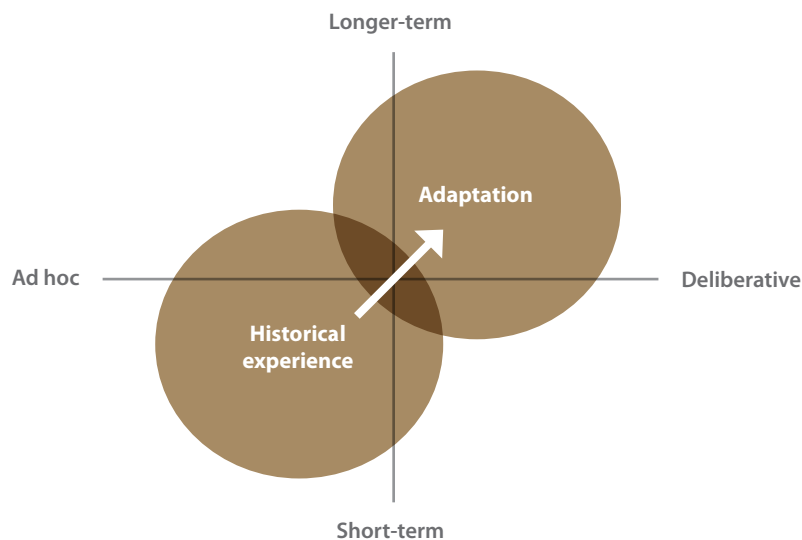 Longer-term
Adaptation
Ad hoc
Deliberative
Historical
experience
Short-term